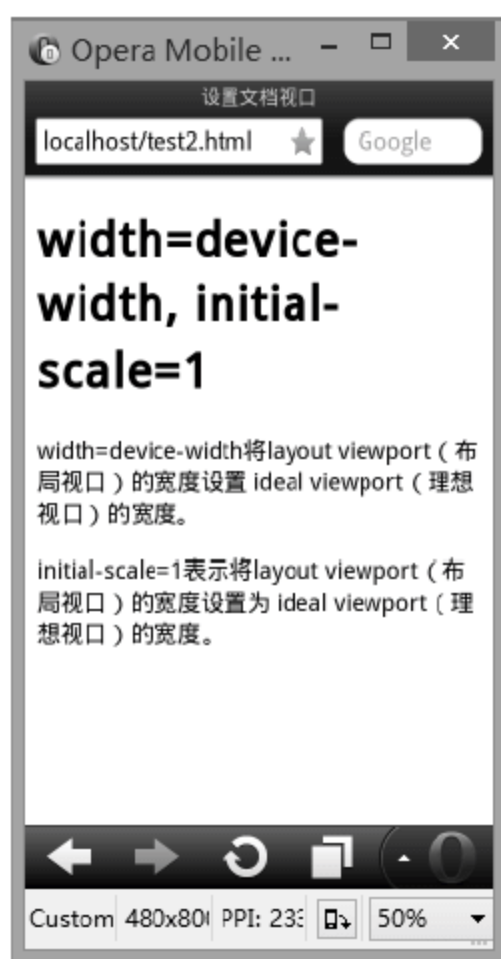 Opera Mobile ...
设置文档视口
localhost/test2.html
Google
width=device-
width, initial-
scale=1
width=device-width将layout viewport（布
局视口）的宽度设置 ideal viewport（理想
视口）的宽度。
initial-scale=1表示将layout viewport（布
局视口）的宽度设置为 ideal viewport（理
想视口）的宽度。
Custom 480x80 PPI: 233 50%